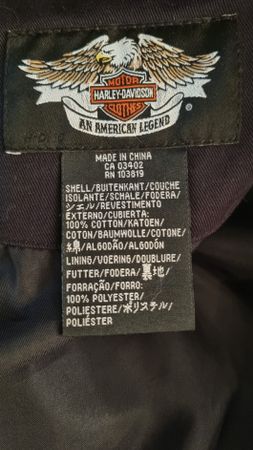 MOTOR
HARLEY-DAVIDSON
CLOTHES
®
AN AMERICAN LEGEND
MADE IN CHINA
CA 03402
RN 103819
SHELL/BUITENKANT/COUCHE
ISOLANTE/SCHALE/FODERA/
シェル/REVESTIMENTO
EXTERNO/CUBIERTA:
100% COTTON/KATOEN/
COTON/BAUMWOLLE/COTONE/
綿/ALGODÃO/ALGODÓN
LINING/VOERING/DOUBLURE/
FUTTER/FODERA/裏地/
FORRAÇÃO/FORRO:
100% POLYESTER/
POLIESTERE/ポリステル/
POLIÉSTER